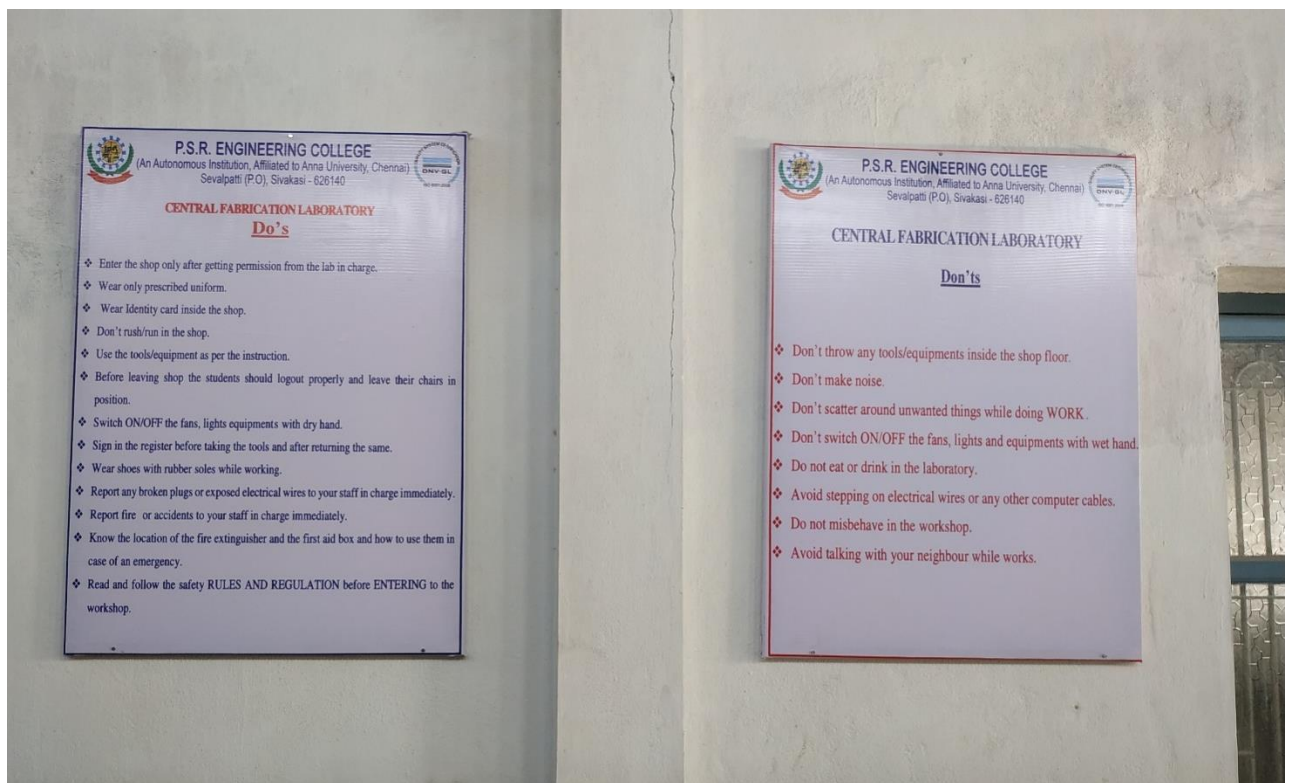 P.S.R. ENGINEERING COLLEGE
(An Autonomous Institution, Affiliated to Anna University, Chennai)
Sevalpatti (P.O), Sivakasi - 626140
DNV·GL
CENTRAL FABRICATION LABORATORY
Do's
❖ Enter the shop only after getting permission from the lab in charge.
❖ Wear only prescribed uniform.
❖ Wear Identity card inside the shop.
❖ Don't rush/run in the shop.
❖ Use the tools/equipment as per the instruction.
❖ Before leaving shop the students should logout properly and leave their chairs in
position.
❖ Switch ON/OFF the fans, lights equipments with dry hand.
❖ Sign in the register before taking the tools and after returning the same.
❖ Wear shoes with rubber soles while working.
❖ Report any broken plugs or exposed electrical wires to your staff in charge immediately.
❖ Report fire or accidents to your staff in charge immediately.
❖ Know the location of the fire extinguisher and the first aid box and how to use them in
case of an emergency.
❖ Read and follow the safety RULES AND REGULATION before ENTERING to the
workshop.
P.S.R. ENGINEERING COLLEGE
(An Autonomous Institution, Affiliated to Anna University, Chennai)
Sevalpatti (P.O), Sivakasi - 626140
DNV·GL
CENTRAL FABRICATION LABORATORY
Don'ts
❖ Don't throw any tools/equipments inside the shop floor.
❖ Don't make noise.
❖ Don't scatter around unwanted things while doing WORK.
❖ Don't switch ON/OFF the fans, lights and equipments with wet hand.
❖ Do not eat or drink in the laboratory.
❖ Avoid stepping on electrical wires or any other computer cables.
❖ Do not misbehave in the workshop.
❖ Avoid talking with your neighbour while works.